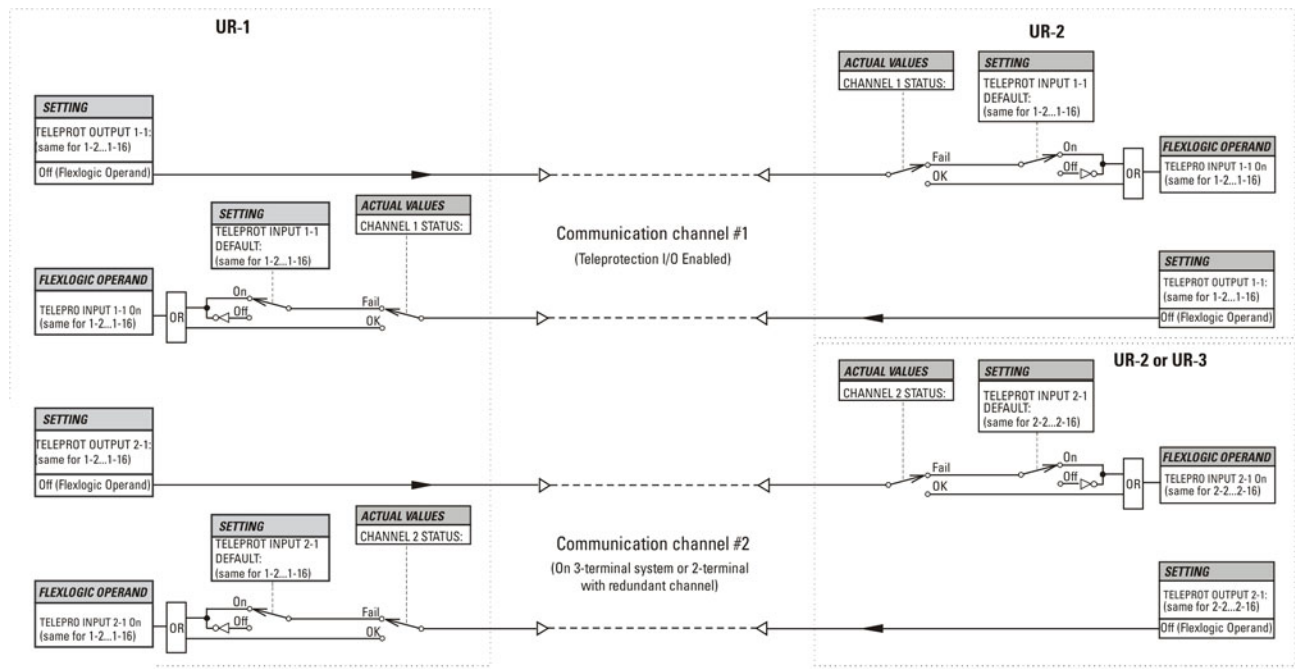 UR-1
SETTING
TELEPROT OUTPUT 1-1:
(same for 1-2...1-16)
Off (Flexlogic Operand)
SETTING
TELEPROT INPUT 1-1
DEFAULT:
(same for 1-2...1-16)
ACTUAL VALUES
CHANNEL 1 STATUS:
FLEXLOGIC OPERAND
TELEPRO INPUT 1-1 On
(same for 1-2...1-16)
OR
On
Off
Fail
OK
Communication channel #1
(Teleprotection I/O Enabled)
UR-2
ACTUAL VALUES
CHANNEL 1 STATUS:
SETTING
TELEPROT INPUT 1-1
DEFAULT:
(same for 1-2...1-16)
Fail
OK
On
Off
OR
FLEXLOGIC OPERAND
TELEPRO INPUT 1-1 On
(same for 1-2...1-16)
SETTING
TELEPROT OUTPUT 1-1:
(same for 1-2...1-16)
Off (Flexlogic Operand)
SETTING
TELEPROT OUTPUT 2-1:
(same for 1-2...1-16)
Off (Flexlogic Operand)
SETTING
TELEPROT INPUT 2-1
DEFAULT:
(same for 1-2...1-16)
ACTUAL VALUES
CHANNEL 2 STATUS:
FLEXLOGIC OPERAND
TELEPRO INPUT 2-1 On
(same for 1-2...1-16)
OR
On
Off
Fail
OK
Communication channel #2
(On 3-terminal system or 2-terminal
with redundant channel)
UR-2 or UR-3
ACTUAL VALUES
CHANNEL 2 STATUS:
SETTING
TELEPROT INPUT 2-1
DEFAULT:
(same for 2-2...2-16)
Fail
OK
On
Off
OR
FLEXLOGIC OPERAND
TELEPRO INPUT 2-1 On
(same for 2-2...2-16)
SETTING
TELEPROT OUTPUT 2-1:
(same for 2-2...2-16)
Off (Flexlogic Operand)